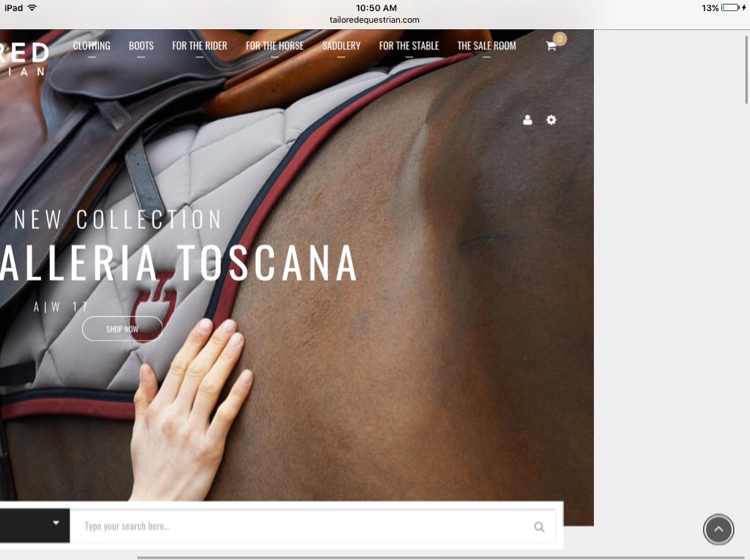 iPad 10:50 AM 13%
tailoredequestrian.com
RED
IAN
CLOTHING BOOTS FOR THE RIDER FOR THE HORSE SADDLERY FOR THE STABLE THE SALE ROOM 0
NEW COLLECTION
ALLERIA TOSCANA
A|W 17
SHOP NOW
Type your search here...